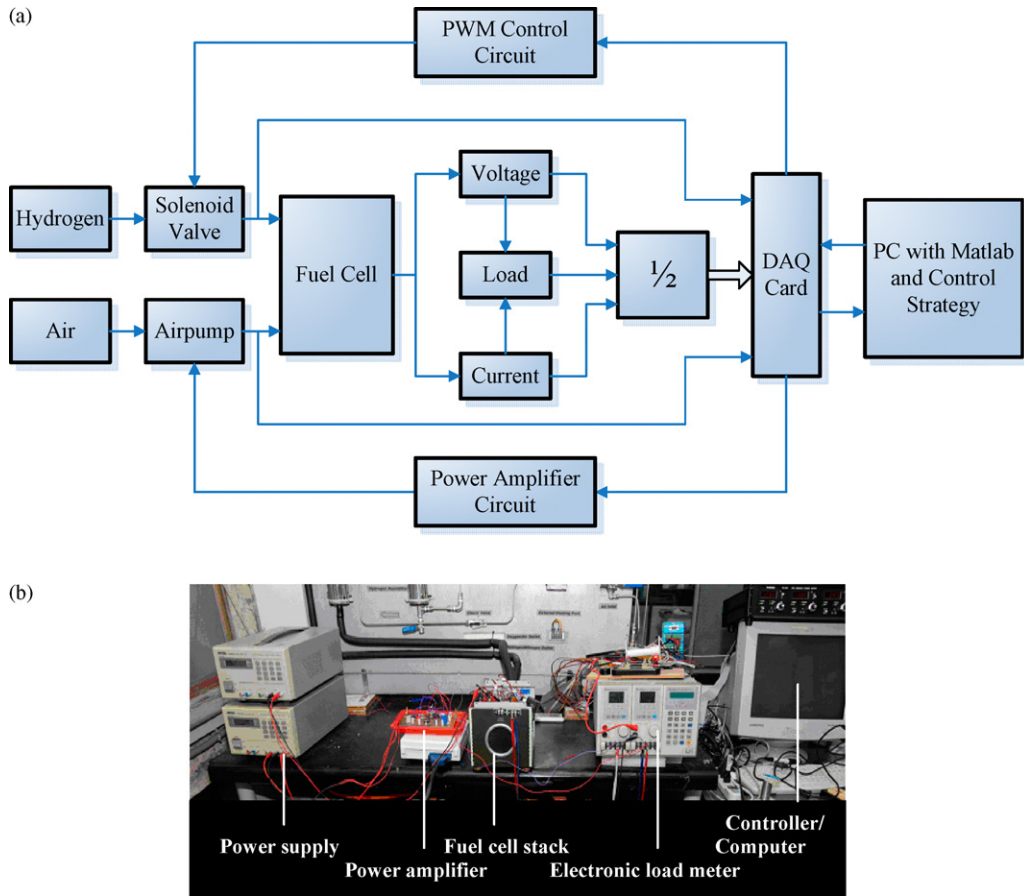 (a)
PWM Control
Circuit
Hydrogen
Solenoid
Valve
Fuel Cell
Voltage
Load
½
DAQ
Card
PC with Matlab
and Control
Strategy
Air
Airpump
Current
Power Amplifier
Circuit
(b)
Power supply
Power amplifier
Fuel cell stack
Electronic load meter
Controller/
Computer